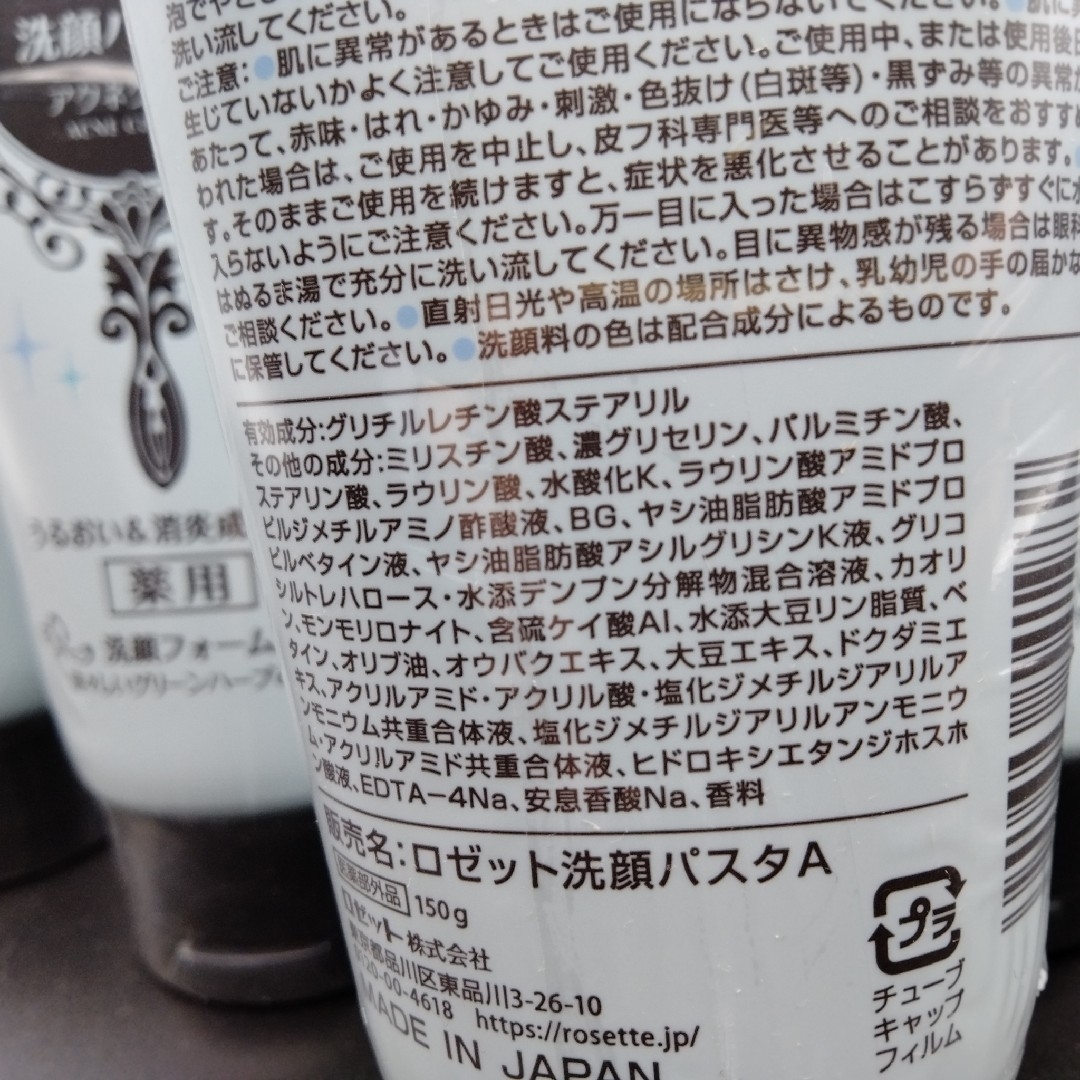 洗顔
アクネ
泡でやさ
洗い流してください。
ご注意：●肌に異常があるときはご使用にならないでください。
生じていないかよく注意してご使用ください。ご使用中、または使用後
あたって、赤味・はれ・かゆみ・刺激・色抜け(白斑等)・黒ずみ等の異常が
われた場合は、ご使用を中止し、皮フ科専門医等へのご相談をおすすめ
す。そのままご使用を続けますと、症状を悪化させることがあります。
入らないようにご注意ください。万一目に入った場合はこすらずすぐに
はぬるま湯で充分に洗い流してください。目に異物感が残る場合は眼科
ご相談ください。●直射日光や高温の場所はさけ、乳幼児の手の届かな
に保管してください。●洗顔料の色は配合成分によるものです。
有効成分:グリチルレチン酸ステアリル
その他の成分:ミリスチン酸、濃グリセリン、パルミチン酸、
ステアリン酸、ラウリン酸、水酸化K、ラウリン酸アミドプロ
ピルジメチルアミノ酢酸液、BG、ヤシ油脂肪酸アミドプロ
ピルベタイン液、ヤシ油脂肪酸アシルグリシンK液、グリコ
シルトレハロース・水添デンプン分解物混合溶液、カオリ
ン、モンモリロナイト、含硫ケイ酸Al、水添大豆リン脂質、ベ
タイン、オリブ油、オウバクエキス、大豆エキス、ドクダミエ
キス、アクリルアミド・アクリル酸・塩化ジメチルジアリルア
ンモニウム共重合体液、塩化ジメチルジアリルアンモニウ
ム・アクリルアミド共重合体液、ヒドロキシエタンジホスホ
ン酸液、EDTA－4Na、安息香酸Na、香料
販売名：ロゼット洗顔パスタA
医薬部外品 150g
ロゼット株式会社
東京都品川区東品川3-26-10
0120-00-4618 https://rosette.jp/
MADE IN JAPAN
プラ
チューブ
キャップ
フィルム
うるおい&消炎
薬用
洗顔フォーム
しいグリーンハーブ